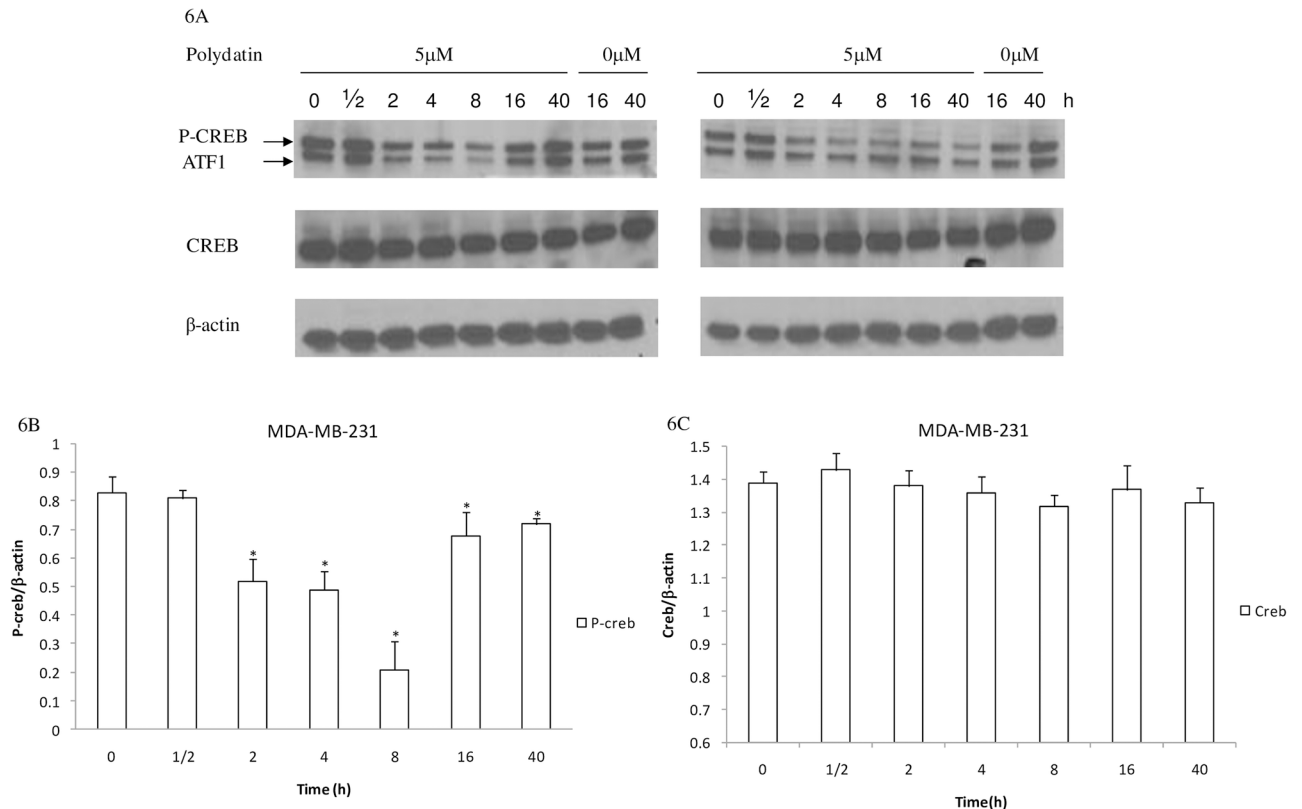 6A
Polydatin 5µM 0µM 5µM 0µM
0 ½ 2 4 8 16 40 16 40 0 ½ 2 4 8 16 40 16 40 h
P-CREB
ATF1
CREB
β-actin
6B
MDA-MB-231
P-creb/β-actin
1
0.9
0.8
0.7
0.6
0.5
0.4
0.3
0.2
0.1
0
* * * * *
0 1/2 2 4 8 16 40
Time (h)
P-creb
6C
MDA-MB-231
Creb/β-actin
1.5
1.4
1.3
1.2
1.1
1
0.9
0.8
0.7
0.6
0 1/2 2 4 8 16 40
Time(h)
Creb